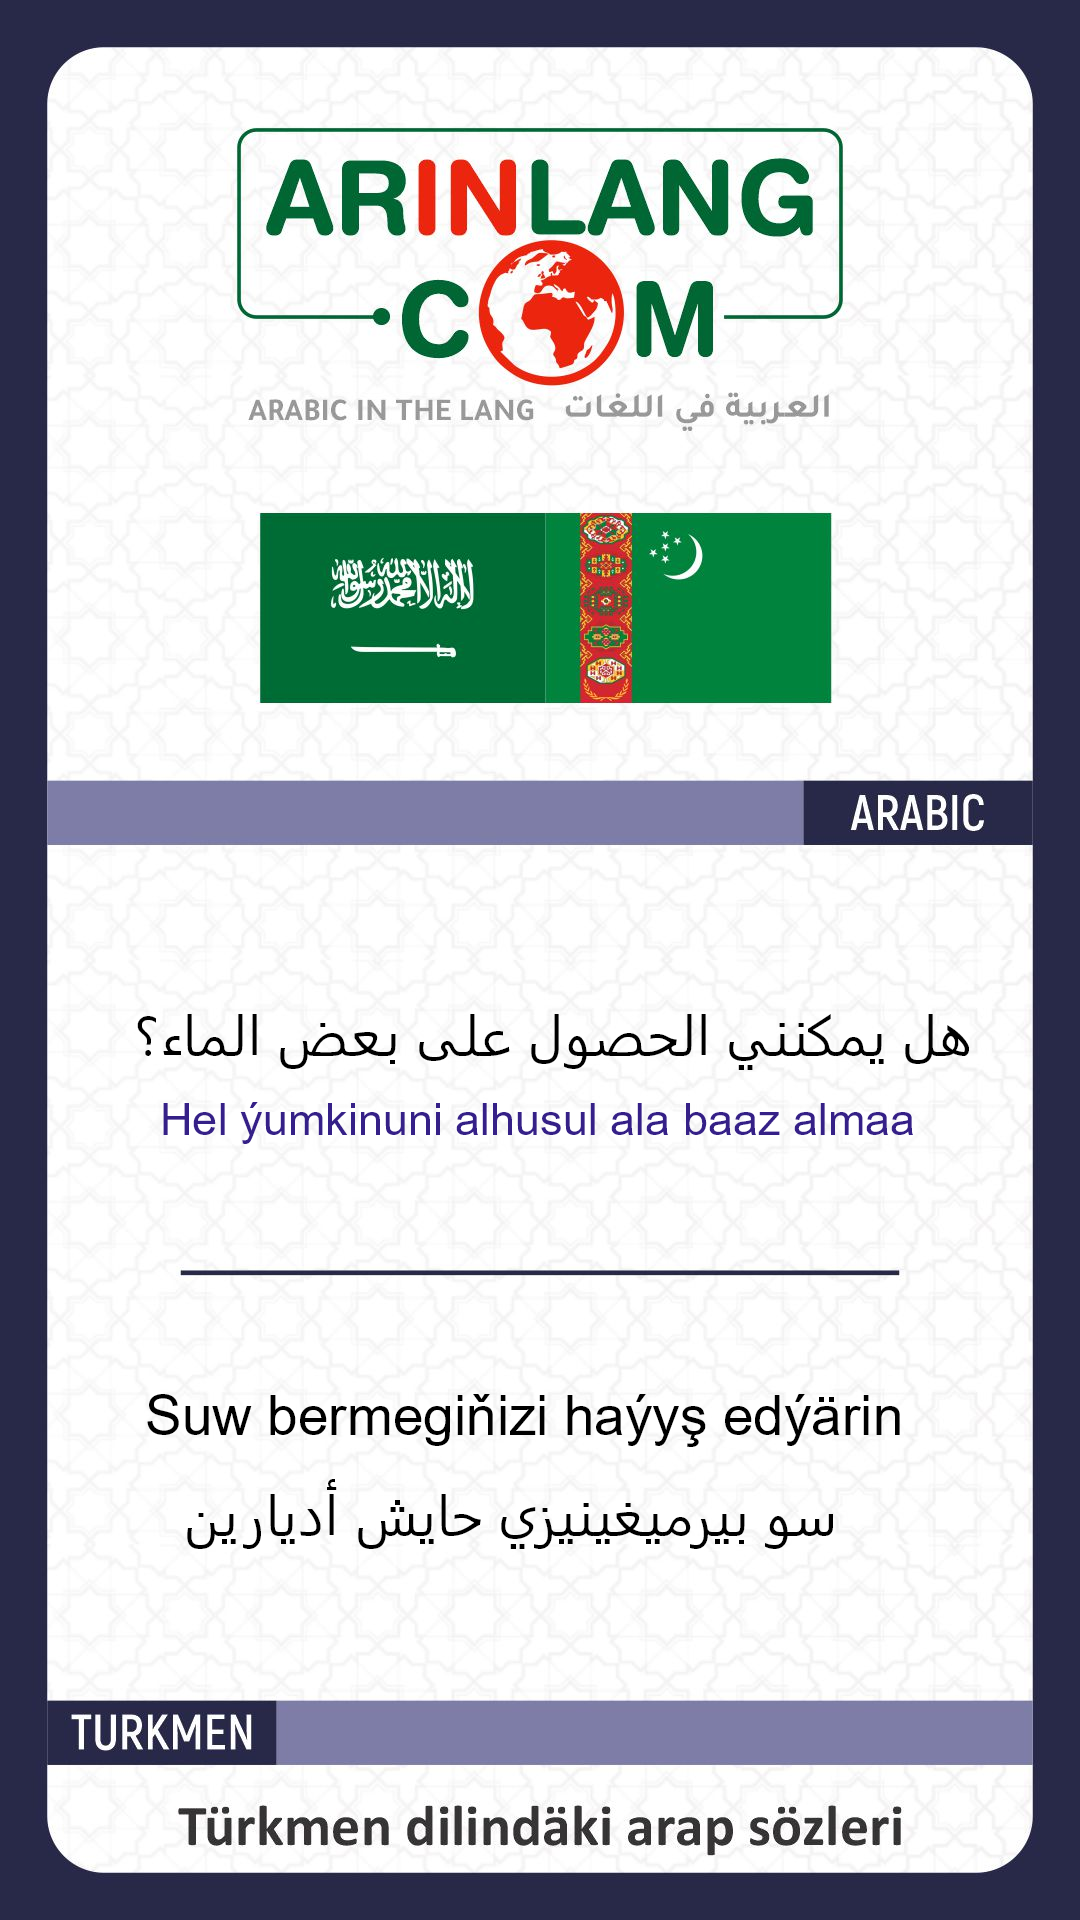 ARINLANG
.COM
ARABIC IN THE LANG العربية في اللغات
لا إله إلا الله محمد رسول الله
ARABIC
هل يمكنني الحصول على بعض الماء؟
Hel ýumkinuni alhusul ala baaz almaa
Suw bermegiňizi haýyş edýärin
سو بيرميغينيزي حايش أديارين
TURKMEN
Türkmen dilindäki arap sözleri